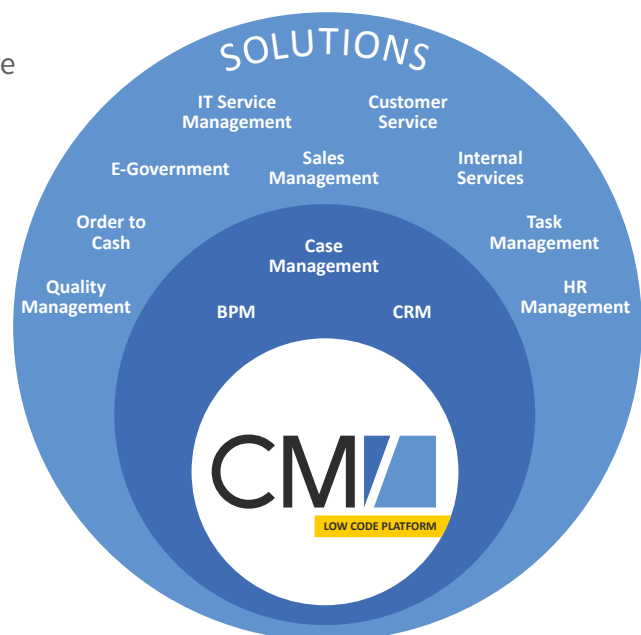 e
SOLUTIONS
IT Service
Management
Customer
Service
E-Government
Sales
Management
Internal
Services
Order to
Cash
Task
Management
Quality
Management
HR
Management
Case
Management
BPM
CRM
CM/
LOW CODE PLATFORM